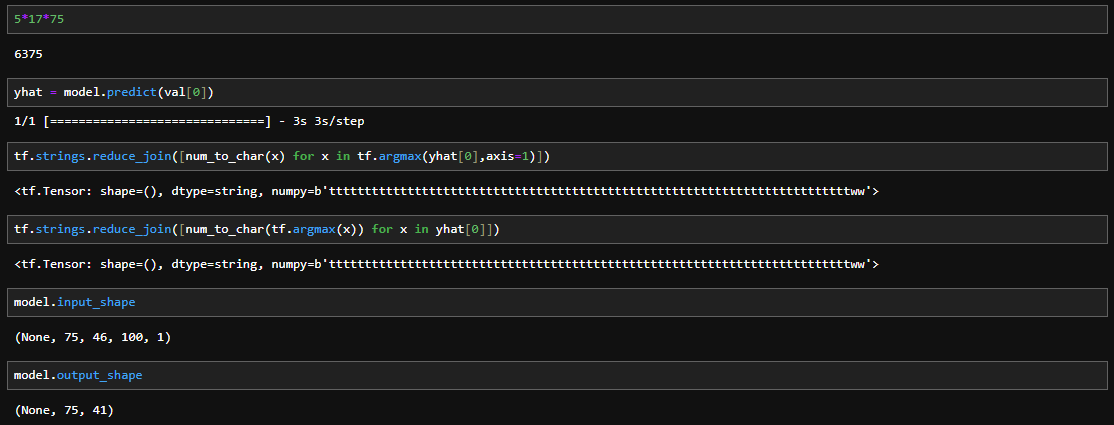 5*17*75
6375
yhat = model.predict(val[0])
1/1 [==============================] - 3s 3s/step
tf.strings.reduce_join([num_to_char(x) for x in tf.argmax(yhat[0],axis=1)])
<tf.Tensor: shape=(), dtype=string, numpy=b'tttttttttttttttttttttttttttttttttttttttttttttttttttttttttttttttttttttttttww'>
tf.strings.reduce_join([num_to_char(tf.argmax(x)) for x in yhat[0]])
<tf.Tensor: shape=(), dtype=string, numpy=b'tttttttttttttttttttttttttttttttttttttttttttttttttttttttttttttttttttttttttww'>
model.input_shape
(None, 75, 46, 100, 1)
model.output_shape
(None, 75, 41)